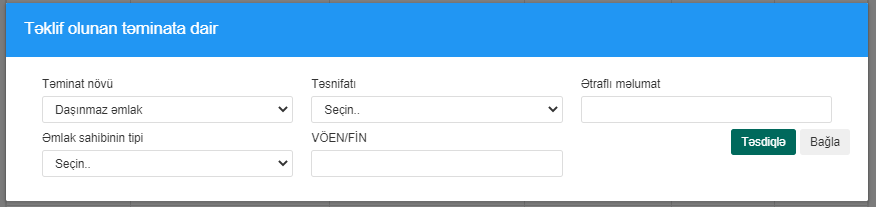 Təklif olunan təminata dair
Təminat növü Təsnifatı Ətraflı məlumat
Daşınmaz əmlak Seçin..
Əmlak sahibinin tipi VÖEN/FİN Təsdiqlə Bağla
Seçin..